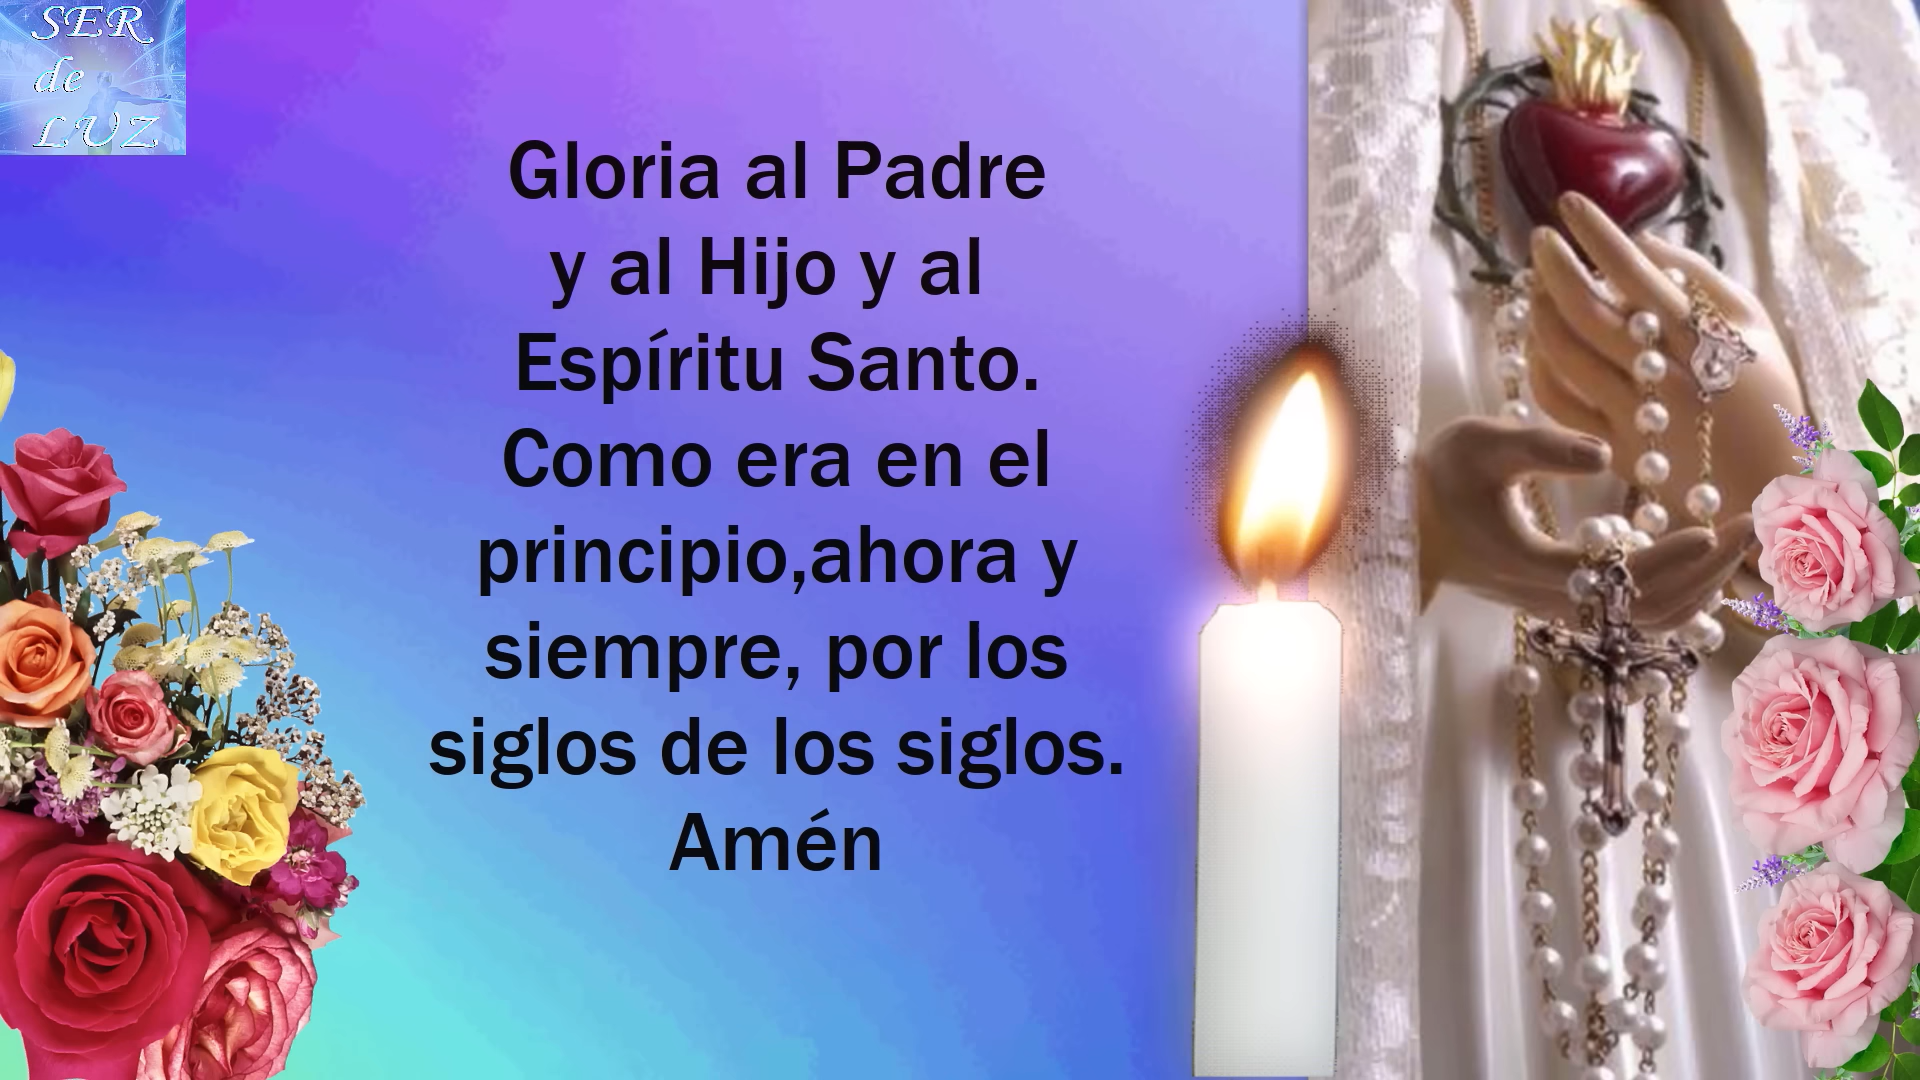 SER
de
LUZ
Gloria al Padre
y al Hijo y al
Espíritu Santo.
Como era en el
principio,ahora y
siempre, por los
siglos de los siglos.
Amén